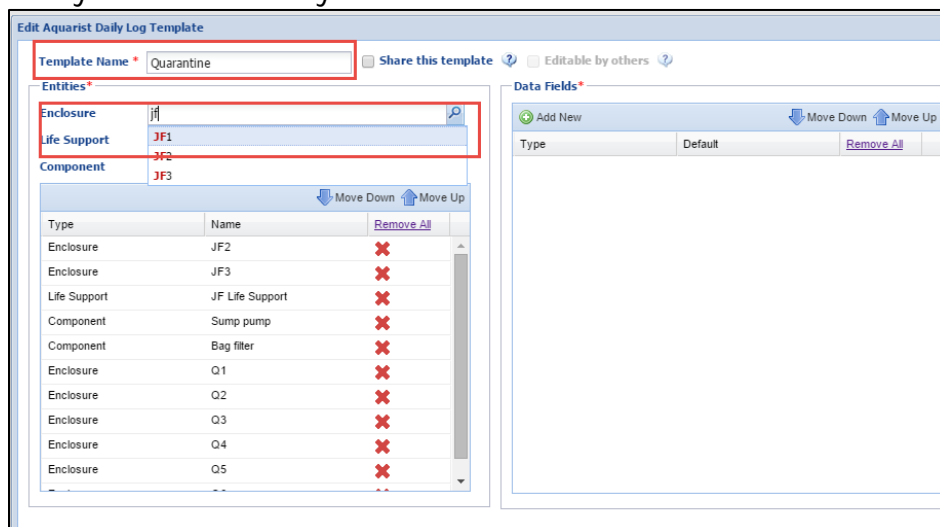 Edit Aquarist Daily Log Template
Template Name * Quarantine Share this template Editable by others
Entities* Data Fields*
Enclosure jf Add New Move Down Move Up
Life Support JF1 Type Default Remove All
JF2
Component JF3
Move Down Move Up
Type Name Remove All
Enclosure JF2
Enclosure JF3
Life Support JF Life Support
Component Sump pump
Component Bag filter
Enclosure Q1
Enclosure Q2
Enclosure Q3
Enclosure Q4
Enclosure Q5